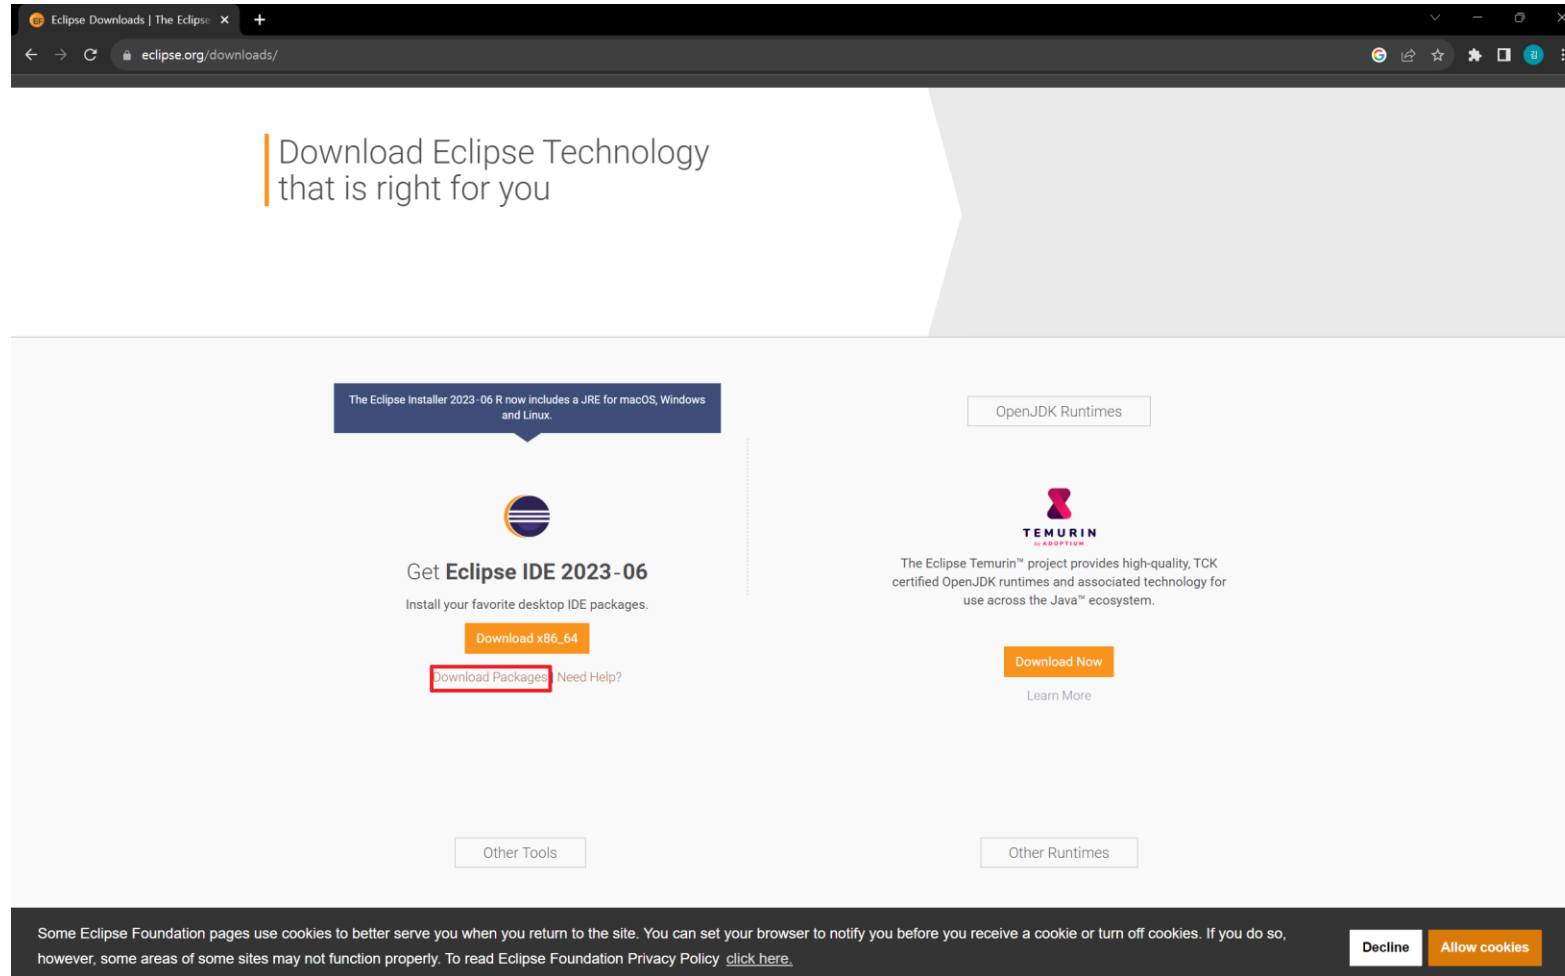 Eclipse Downloads | The Eclipse
eclipse.org/downloads/
김
Download Eclipse Technology
that is right for you
The Eclipse Installer 2023-06 R now includes a JRE for macOS, Windows
and Linux.
Get Eclipse IDE 2023-06
Install your favorite desktop IDE packages.
Download x86_64
Download Packages | Need Help?
OpenJDK Runtimes
TEMURIN
by ADOPTIUM
The Eclipse Temurin™ project provides high-quality, TCK
certified OpenJDK runtimes and associated technology for
use across the Java™ ecosystem.
Download Now
Learn More
Other Tools
Other Runtimes
Some Eclipse Foundation pages use cookies to better serve you when you return to the site. You can set your browser to notify you before you receive a cookie or turn off cookies. If you do so,
however, some areas of some sites may not function properly. To read Eclipse Foundation Privacy Policy click here.
Decline
Allow cookies